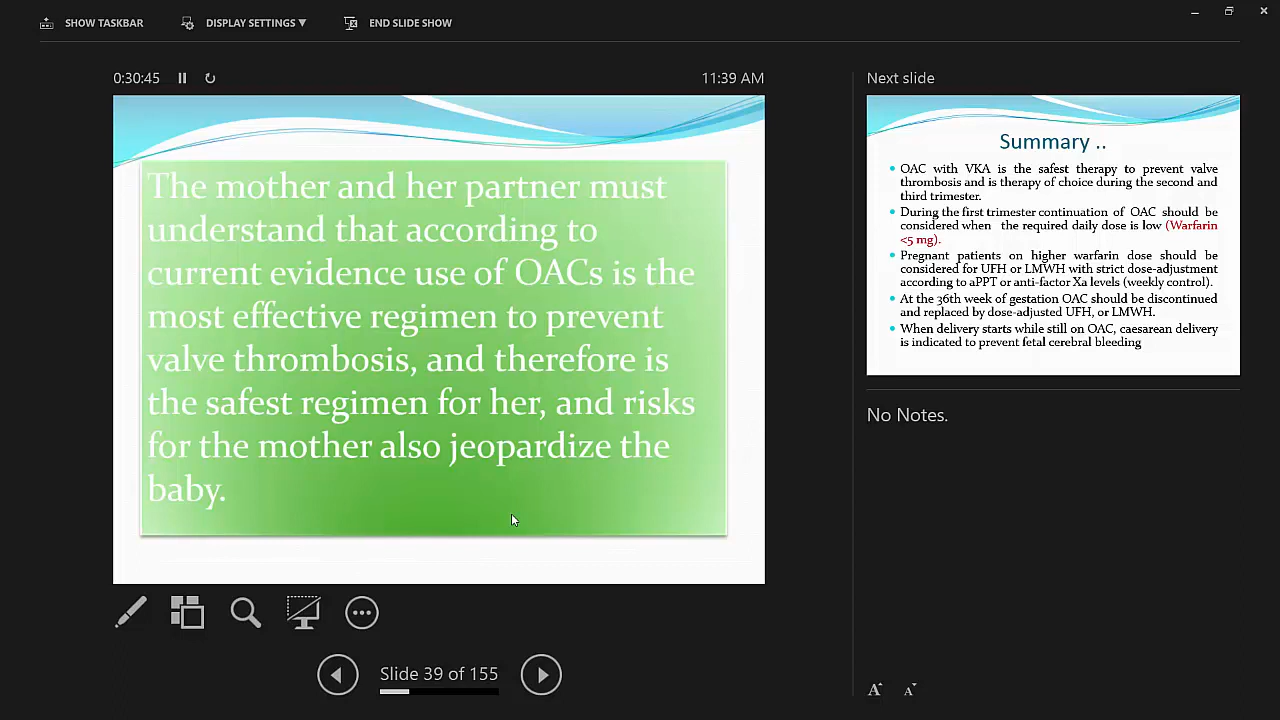 SHOW TASKBAR
DISPLAY SETTINGS ▼
END SLIDE SHOW
0:30:45
11:39 AM
The mother and her partner must
understand that according to
current evidence use of OACs is the
most effective regimen to prevent
valve thrombosis, and therefore is
the safest regimen for her, and risks
for the mother also jeopardize the
baby.
Slide 39 of 155
Next slide
Summary ..
• OAC with VKA is the safest therapy to prevent valve
thrombosis and is therapy of choice during the second and
third trimester.
• During the first trimester continuation of OAC should be
considered when the required daily dose is low (Warfarin
<5 mg).
• Pregnant patients on higher warfarin dose should be
considered for UFH or LMWH with strict dose-adjustment
according to aPPT or anti-factor Xa levels (weekly control).
• At the 36th week of gestation OAC should be discontinued
and replaced by dose-adjusted UFH, or LMWH.
• When delivery starts while still on OAC, caesarean delivery
is indicated to prevent fetal cerebral bleeding
No Notes.
A A